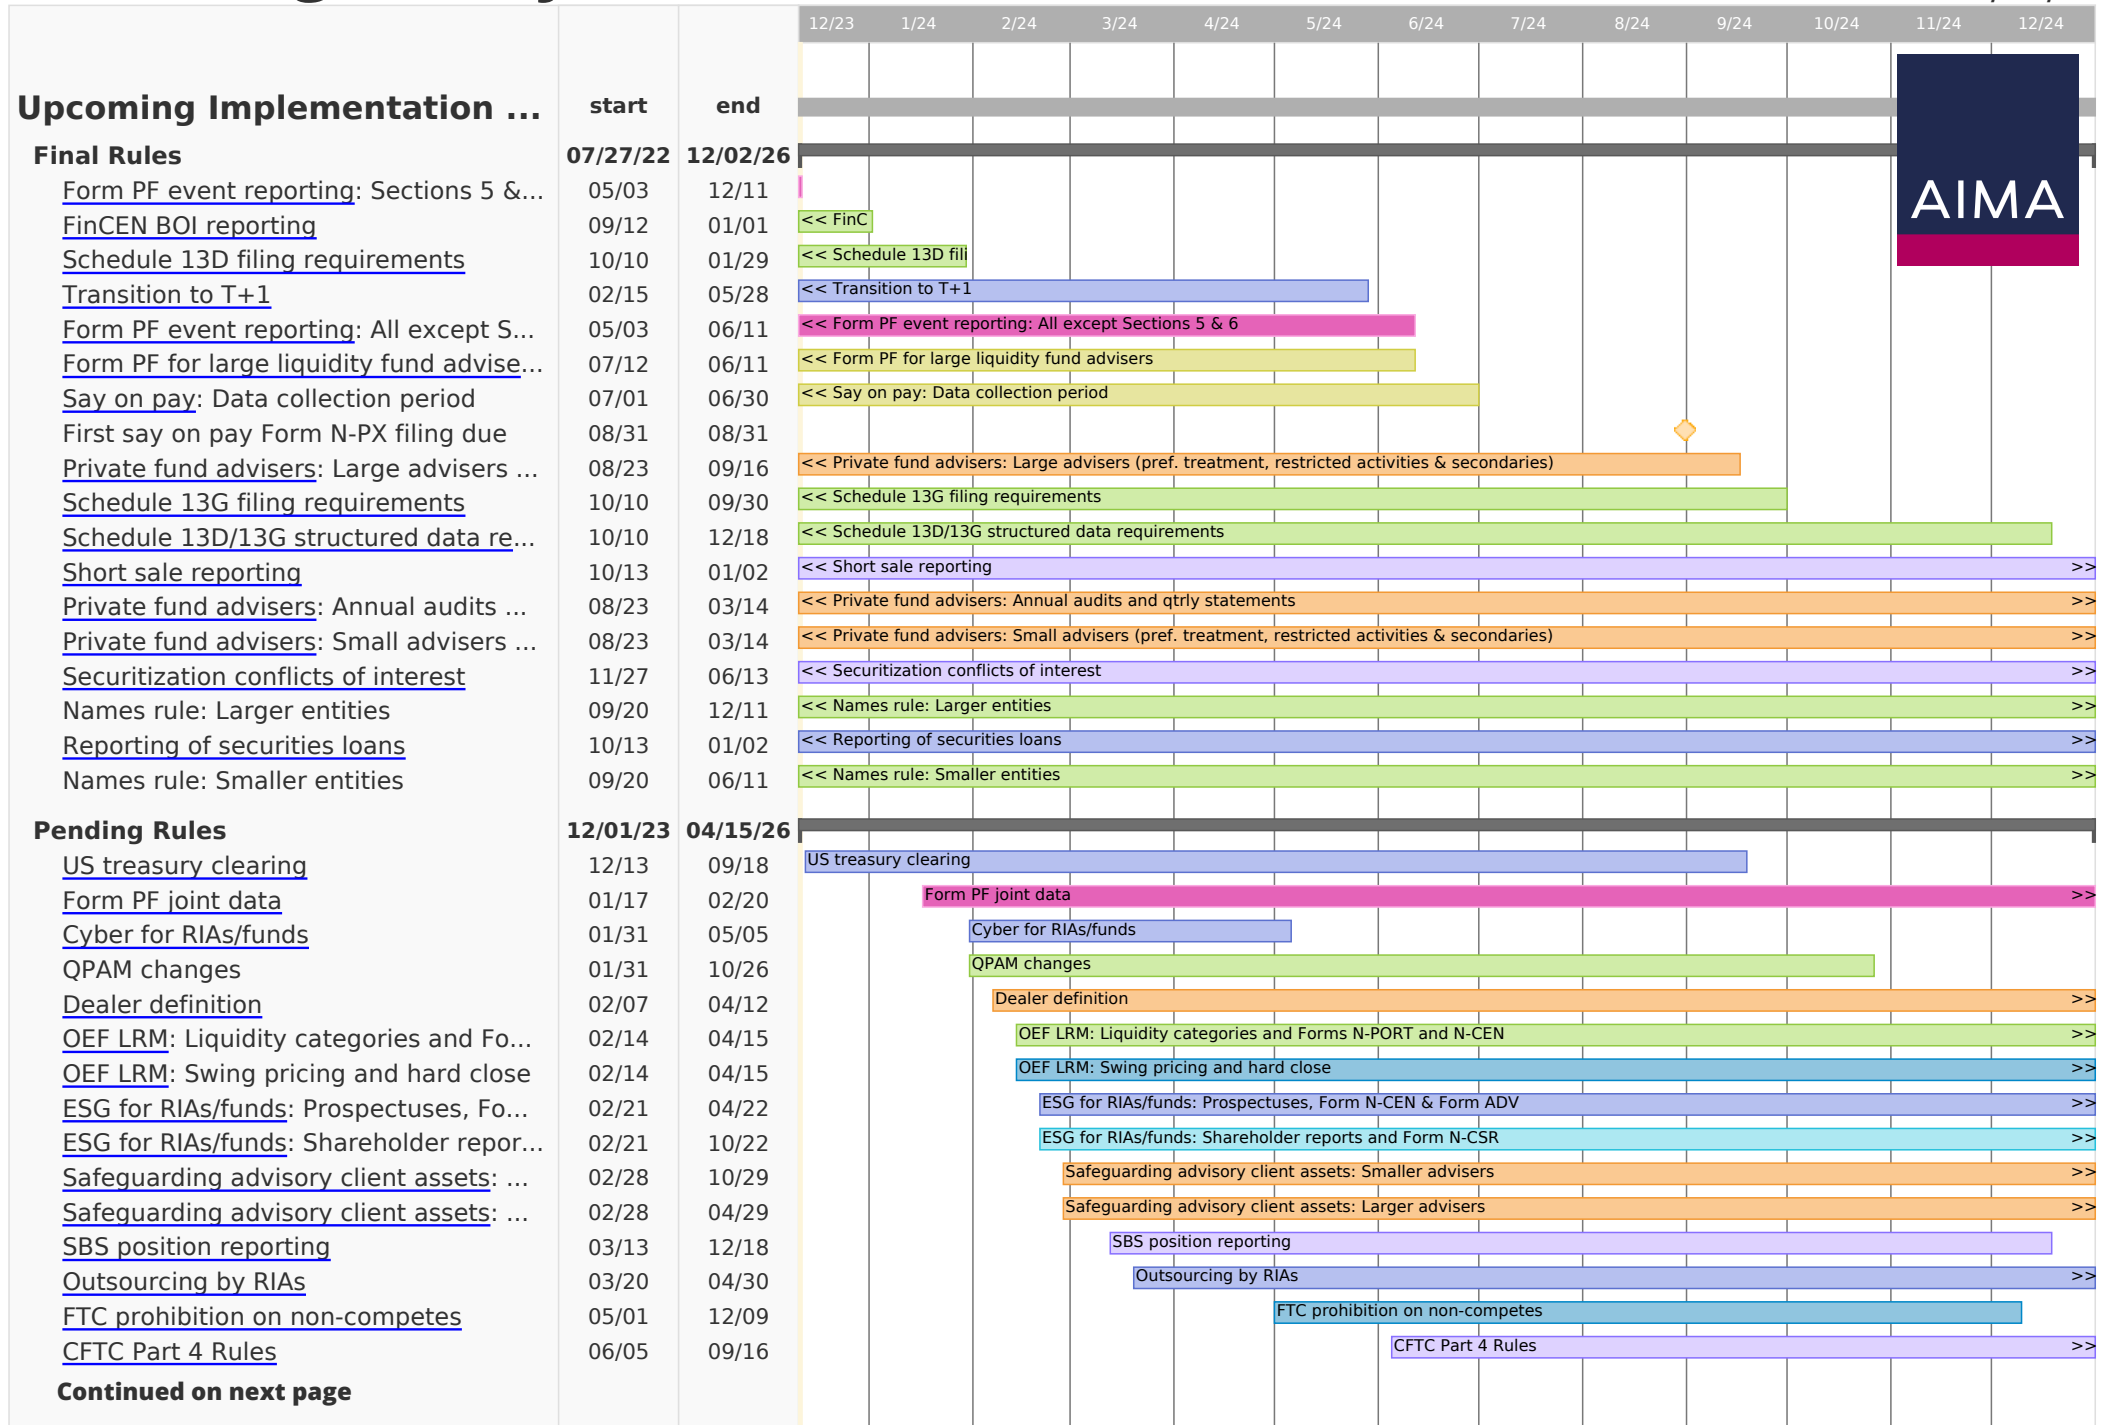 12/23 1/24 2/24 3/24 4/24 5/24 6/24 7/24 8/24 9/24 10/24 11/24 12/24
Upcoming Implementation ... start end
AIMA
Final Rules 07/27/22 12/02/26
Form PF event reporting: Sections 5 &... 05/03 12/11
FinCEN BOI reporting 09/12 01/01 << FinC
Schedule 13D filing requirements 10/10 01/29 << Schedule 13D fili
Transition to T+1 02/15 05/28 << Transition to T+1
Form PF event reporting: All except S... 05/03 06/11 << Form PF event reporting: All except Sections 5 & 6
Form PF for large liquidity fund advise... 07/12 06/11 << Form PF for large liquidity fund advisers
Say on pay: Data collection period 07/01 06/30 << Say on pay: Data collection period
First say on pay Form N-PX filing due 08/31 08/31
Private fund advisers: Large advisers ... 08/23 09/16 << Private fund advisers: Large advisers (pref. treatment, restricted activities & secondaries)
Schedule 13G filing requirements 10/10 09/30 << Schedule 13G filing requirements
Schedule 13D/13G structured data re... 10/10 12/18 << Schedule 13D/13G structured data requirements
Short sale reporting 10/13 01/02 << Short sale reporting >>
Private fund advisers: Annual audits ... 08/23 03/14 << Private fund advisers: Annual audits and qtrly statements >>
Private fund advisers: Small advisers ... 08/23 03/14 << Private fund advisers: Small advisers (pref. treatment, restricted activities & secondaries) >>
Securitization conflicts of interest 11/27 06/13 << Securitization conflicts of interest >>
Names rule: Larger entities 09/20 12/11 << Names rule: Larger entities >>
Reporting of securities loans 10/13 01/02 << Reporting of securities loans >>
Names rule: Smaller entities 09/20 06/11 << Names rule: Smaller entities >>
Pending Rules 12/01/23 04/15/26
US treasury clearing 12/13 09/18 US treasury clearing
Form PF joint data 01/17 02/20 Form PF joint data >>
Cyber for RIAs/funds 01/31 05/05 Cyber for RIAs/funds
QPAM changes 01/31 10/26 QPAM changes
Dealer definition 02/07 04/12 Dealer definition >>
OEF LRM: Liquidity categories and Fo... 02/14 04/15 OEF LRM: Liquidity categories and Forms N-PORT and N-CEN >>
OEF LRM: Swing pricing and hard close 02/14 04/15 OEF LRM: Swing pricing and hard close >>
ESG for RIAs/funds: Prospectuses, Fo... 02/21 04/22 ESG for RIAs/funds: Prospectuses, Form N-CEN & Form ADV >>
ESG for RIAs/funds: Shareholder repor... 02/21 10/22 ESG for RIAs/funds: Shareholder reports and Form N-CSR >>
Safeguarding advisory client assets: ... 02/28 10/29 Safeguarding advisory client assets: Smaller advisers >>
Safeguarding advisory client assets: ... 02/28 04/29 Safeguarding advisory client assets: Larger advisers >>
SBS position reporting 03/13 12/18 SBS position reporting
Outsourcing by RIAs 03/20 04/30 Outsourcing by RIAs >>
FTC prohibition on non-competes 05/01 12/09 FTC prohibition on non-competes
CFTC Part 4 Rules 06/05 09/16 CFTC Part 4 Rules >>
Continued on next page